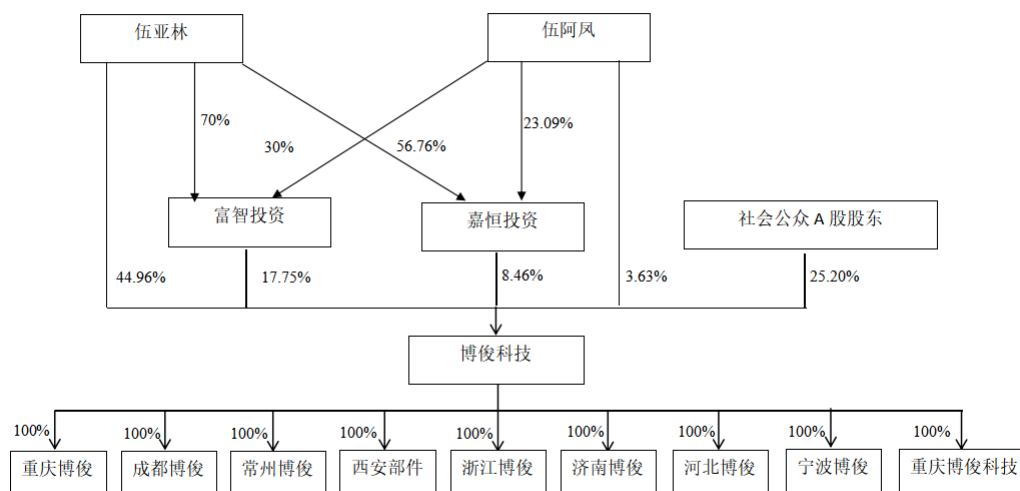 伍亚林
伍阿凤
70%
23.09%
30%
56.76%
富智投资
嘉恒投资
社会公众 A 股股东
44.96%
17.75%
8.46%
3.63%
25.20%
博俊科技
100%
100%
100%
100%
100%
100%
100%
100%
100%
重庆博俊
成都博俊
常州博俊
西安部件
浙江博俊
济南博俊
河北博俊
宁波博俊
重庆博俊科技